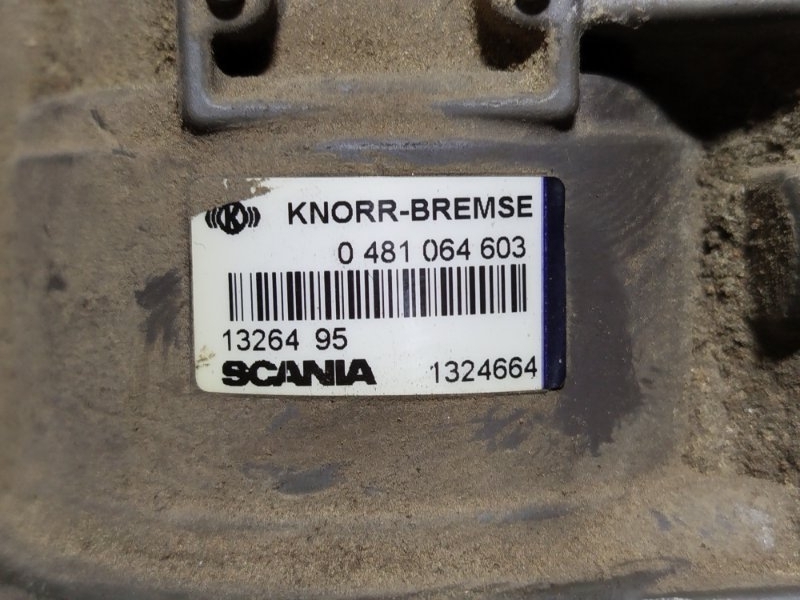 K KNORR-BREMSE
0 481 064 603
13264 95
SCANIA 1324664